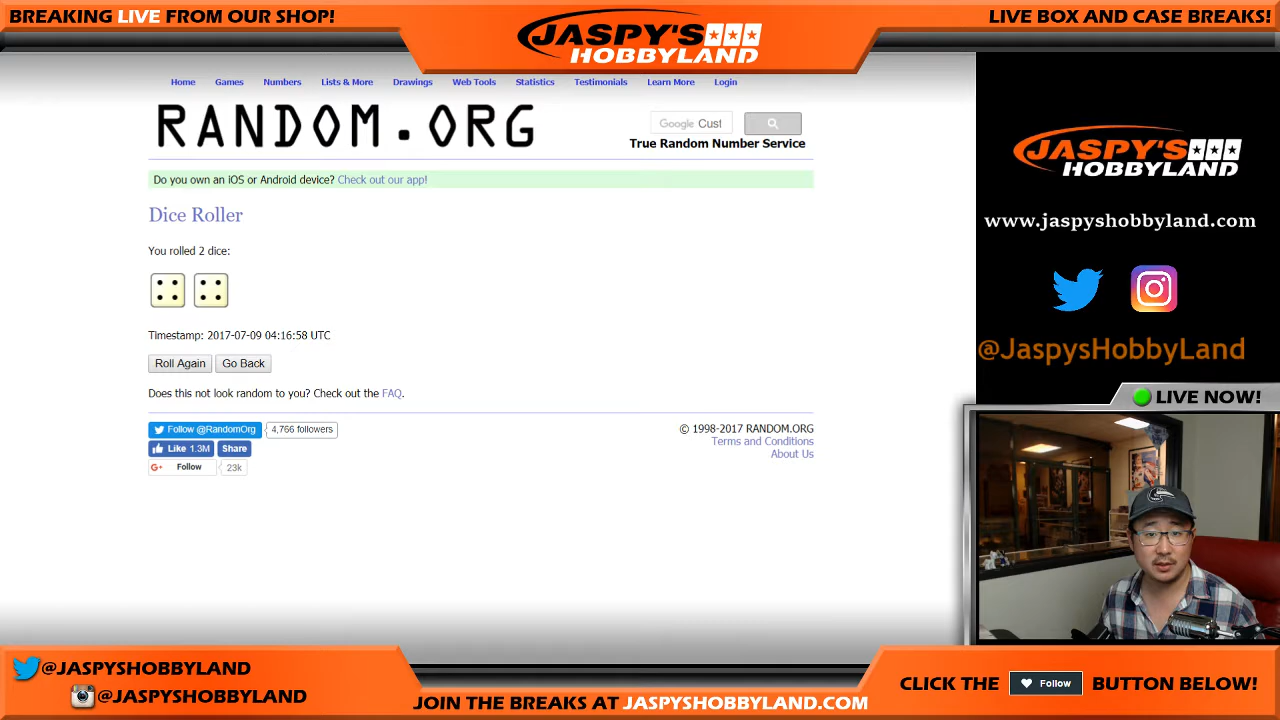 BREAKING LIVE FROM OUR SHOP!
JASPY'S
HOBBYLAND
LIVE BOX AND CASE BREAKS!
Home Games Numbers Lists & More Drawings Web Tools Statistics Testimonials Learn More Login
RANDOM.ORG
Google Cust
True Random Number Service
Do you own an iOS or Android device? Check out our app!
Dice Roller
You rolled 2 dice:
Timestamp: 2017-07-09 04:16:58 UTC
Roll Again Go Back
Does this not look random to you? Check out the FAQ.
Follow @RandomOrg 4,766 followers
Like 1.3M Share
G+ Follow 23k
© 1998-2017 RANDOM.ORG
Terms and Conditions
About Us
JASPY'S
HOBBYLAND
www.jaspyshobbyland.com
@JaspysHobbyLand
LIVE NOW!
@JASPYSHOBBYLAND
@JASPYSHOBBYLAND
JOIN THE BREAKS AT JASPYSHOBBYLAND.COM
CLICK THE Follow BUTTON BELOW!